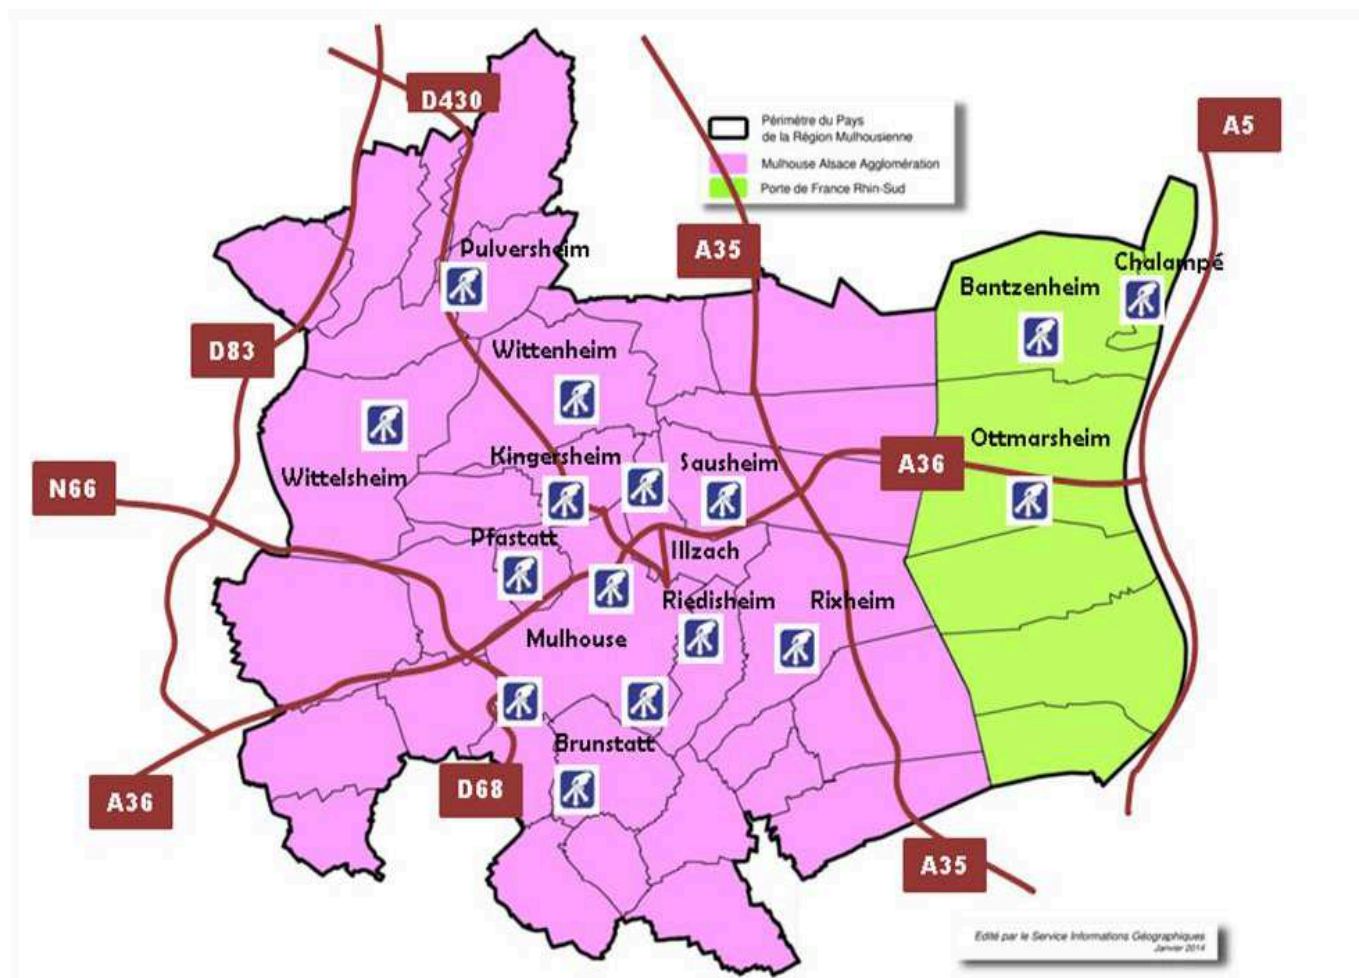 D430
Périmètre du Pays
de la Région Mulhousienne
Mulhouse Alsace Agglomération
Porte de France Rhin-Sud
A5
A35
Pulversheim
Chalampé
Bantzenheim
D83
Wittenheim
Ottmarsheim
Kingersheim
Sausheim
A36
Wittelsheim
N66
Pfastatt
Illzach
Riedisheim
Rixheim
Mulhouse
Brunstatt
D68
A36
A35
Edité par le Service Informations Géographiques
Janvier 2014